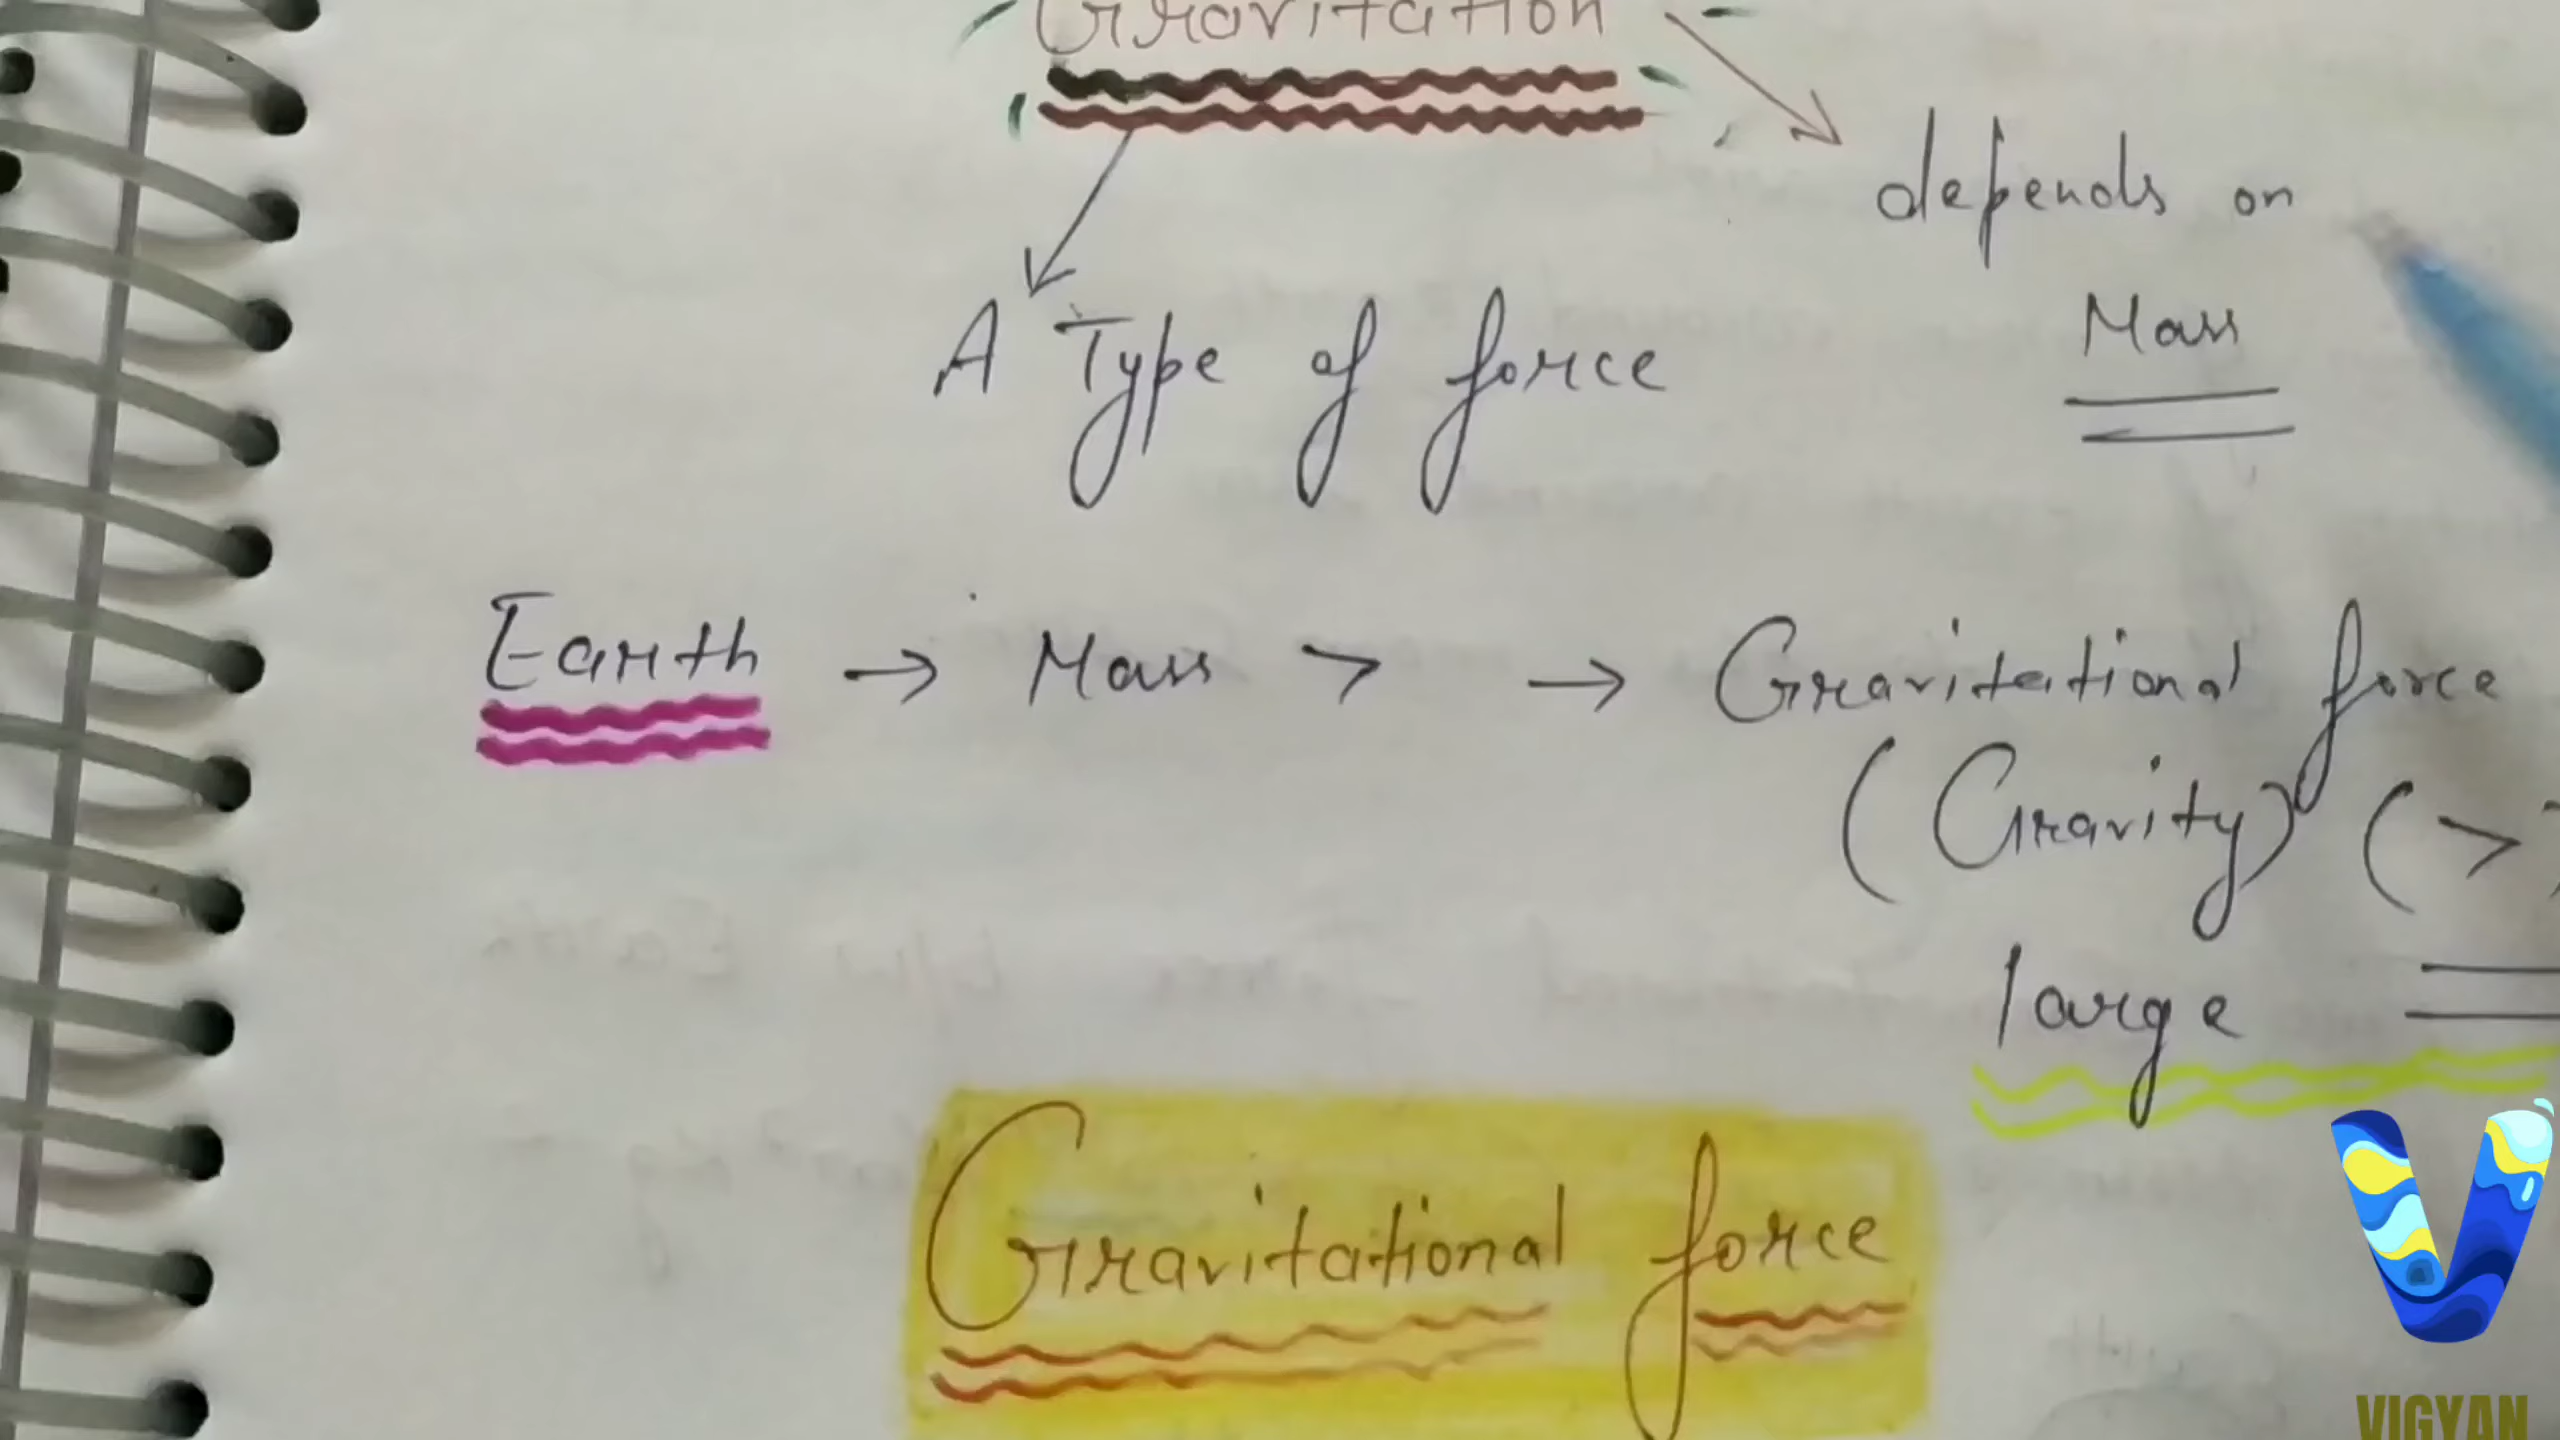 Gravitation
depends on
Mass
A Type of force
Earth → Mass > → Gravitational force
(Gravity) (>)
large
Gravitational force
VIGYAN